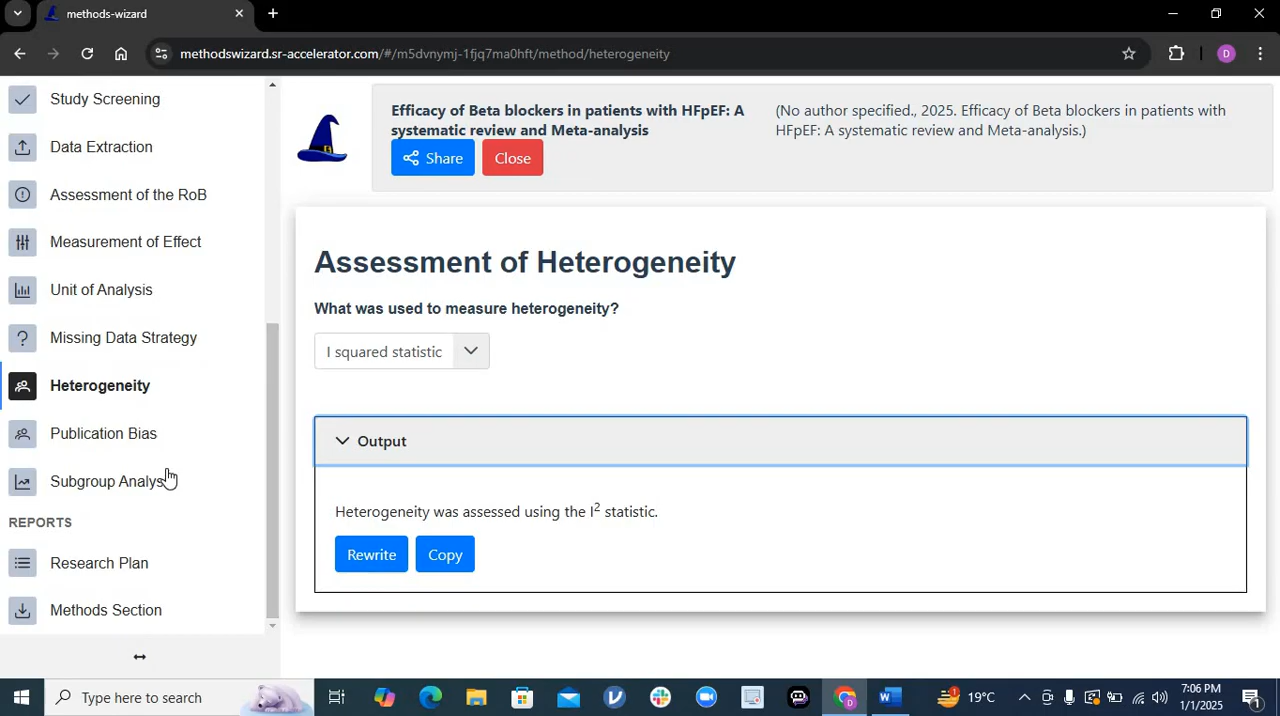 methods-wizard
methodswizard.sr-accelerator.com/#/m5dvnymj-1fjq7ma0hft/method/heterogeneity
D
Study Screening
Data Extraction
Assessment of the RoB
Measurement of Effect
Unit of Analysis
Missing Data Strategy
Heterogeneity
Publication Bias
Subgroup Analys
REPORTS
Research Plan
Methods Section
Efficacy of Beta blockers in patients with HFpEF: A
systematic review and Meta-analysis
Share
Close
(No author specified., 2025. Efficacy of Beta blockers in patients with
HFpEF: A systematic review and Meta-analysis.)
Assessment of Heterogeneity
What was used to measure heterogeneity?
I squared statistic
Output
Heterogeneity was assessed using the I² statistic.
Rewrite
Copy
Type here to search
19°C
7:06 PM
1/1/2025